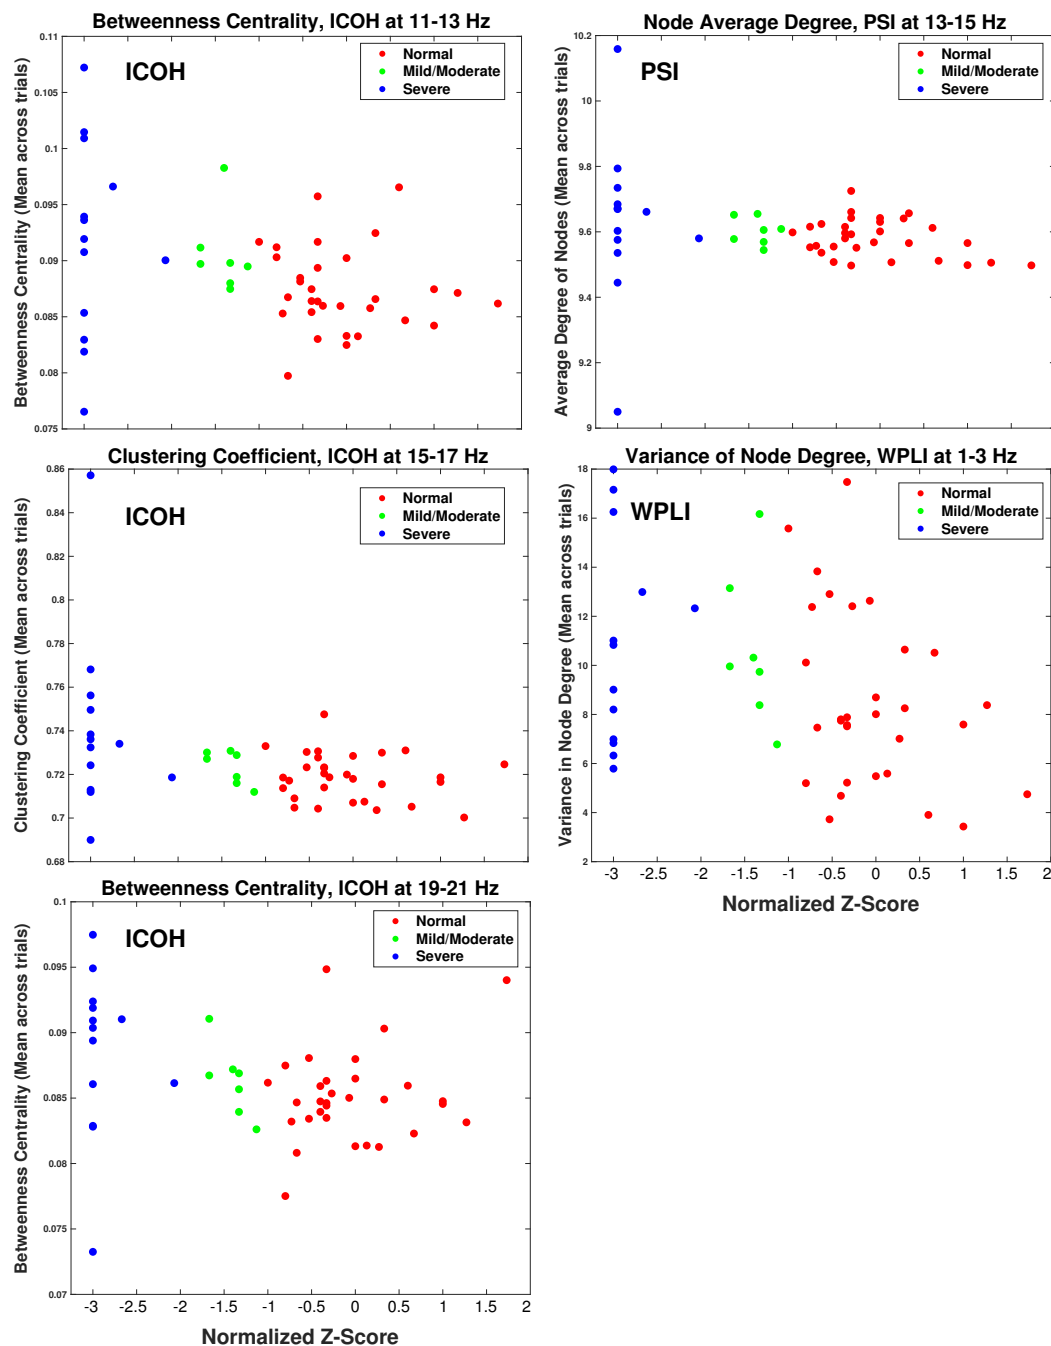 Betweenness Centrality, ICOH at 11-13 Hz
Betweenness Centrality (Mean across trials)
0.11
0.105
0.1
0.095
0.09
0.085
0.08
0.075
ICOH
Normal
Mild/Moderate
Severe
Node Average Degree, PSI at 13-15 Hz
Average Degree of Nodes (Mean across trials)
10.2
10
9.8
9.6
9.4
9.2
9
PSI
Normal
Mild/Moderate
Severe
Clustering Coefficient, ICOH at 15-17 Hz
Clustering Coefficient (Mean across trials)
0.86
0.84
0.82
0.8
0.78
0.76
0.74
0.72
0.7
0.68
ICOH
Normal
Mild/Moderate
Severe
Variance of Node Degree, WPLI at 1-3 Hz
Variance in Node Degree (Mean across trials)
18
16
14
12
10
8
6
4
2
WPLI
Normal
Mild/Moderate
Severe
-3 -2.5 -2 -1.5 -1 -0.5 0 0.5 1 1.5 2
Normalized Z-Score
Betweenness Centrality, ICOH at 19-21 Hz
Betweenness Centrality (Mean across trials)
0.1
0.095
0.09
0.085
0.08
0.075
0.07
ICOH
Normal
Mild/Moderate
Severe
-3 -2.5 -2 -1.5 -1 -0.5 0 0.5 1 1.5 2
Normalized Z-Score